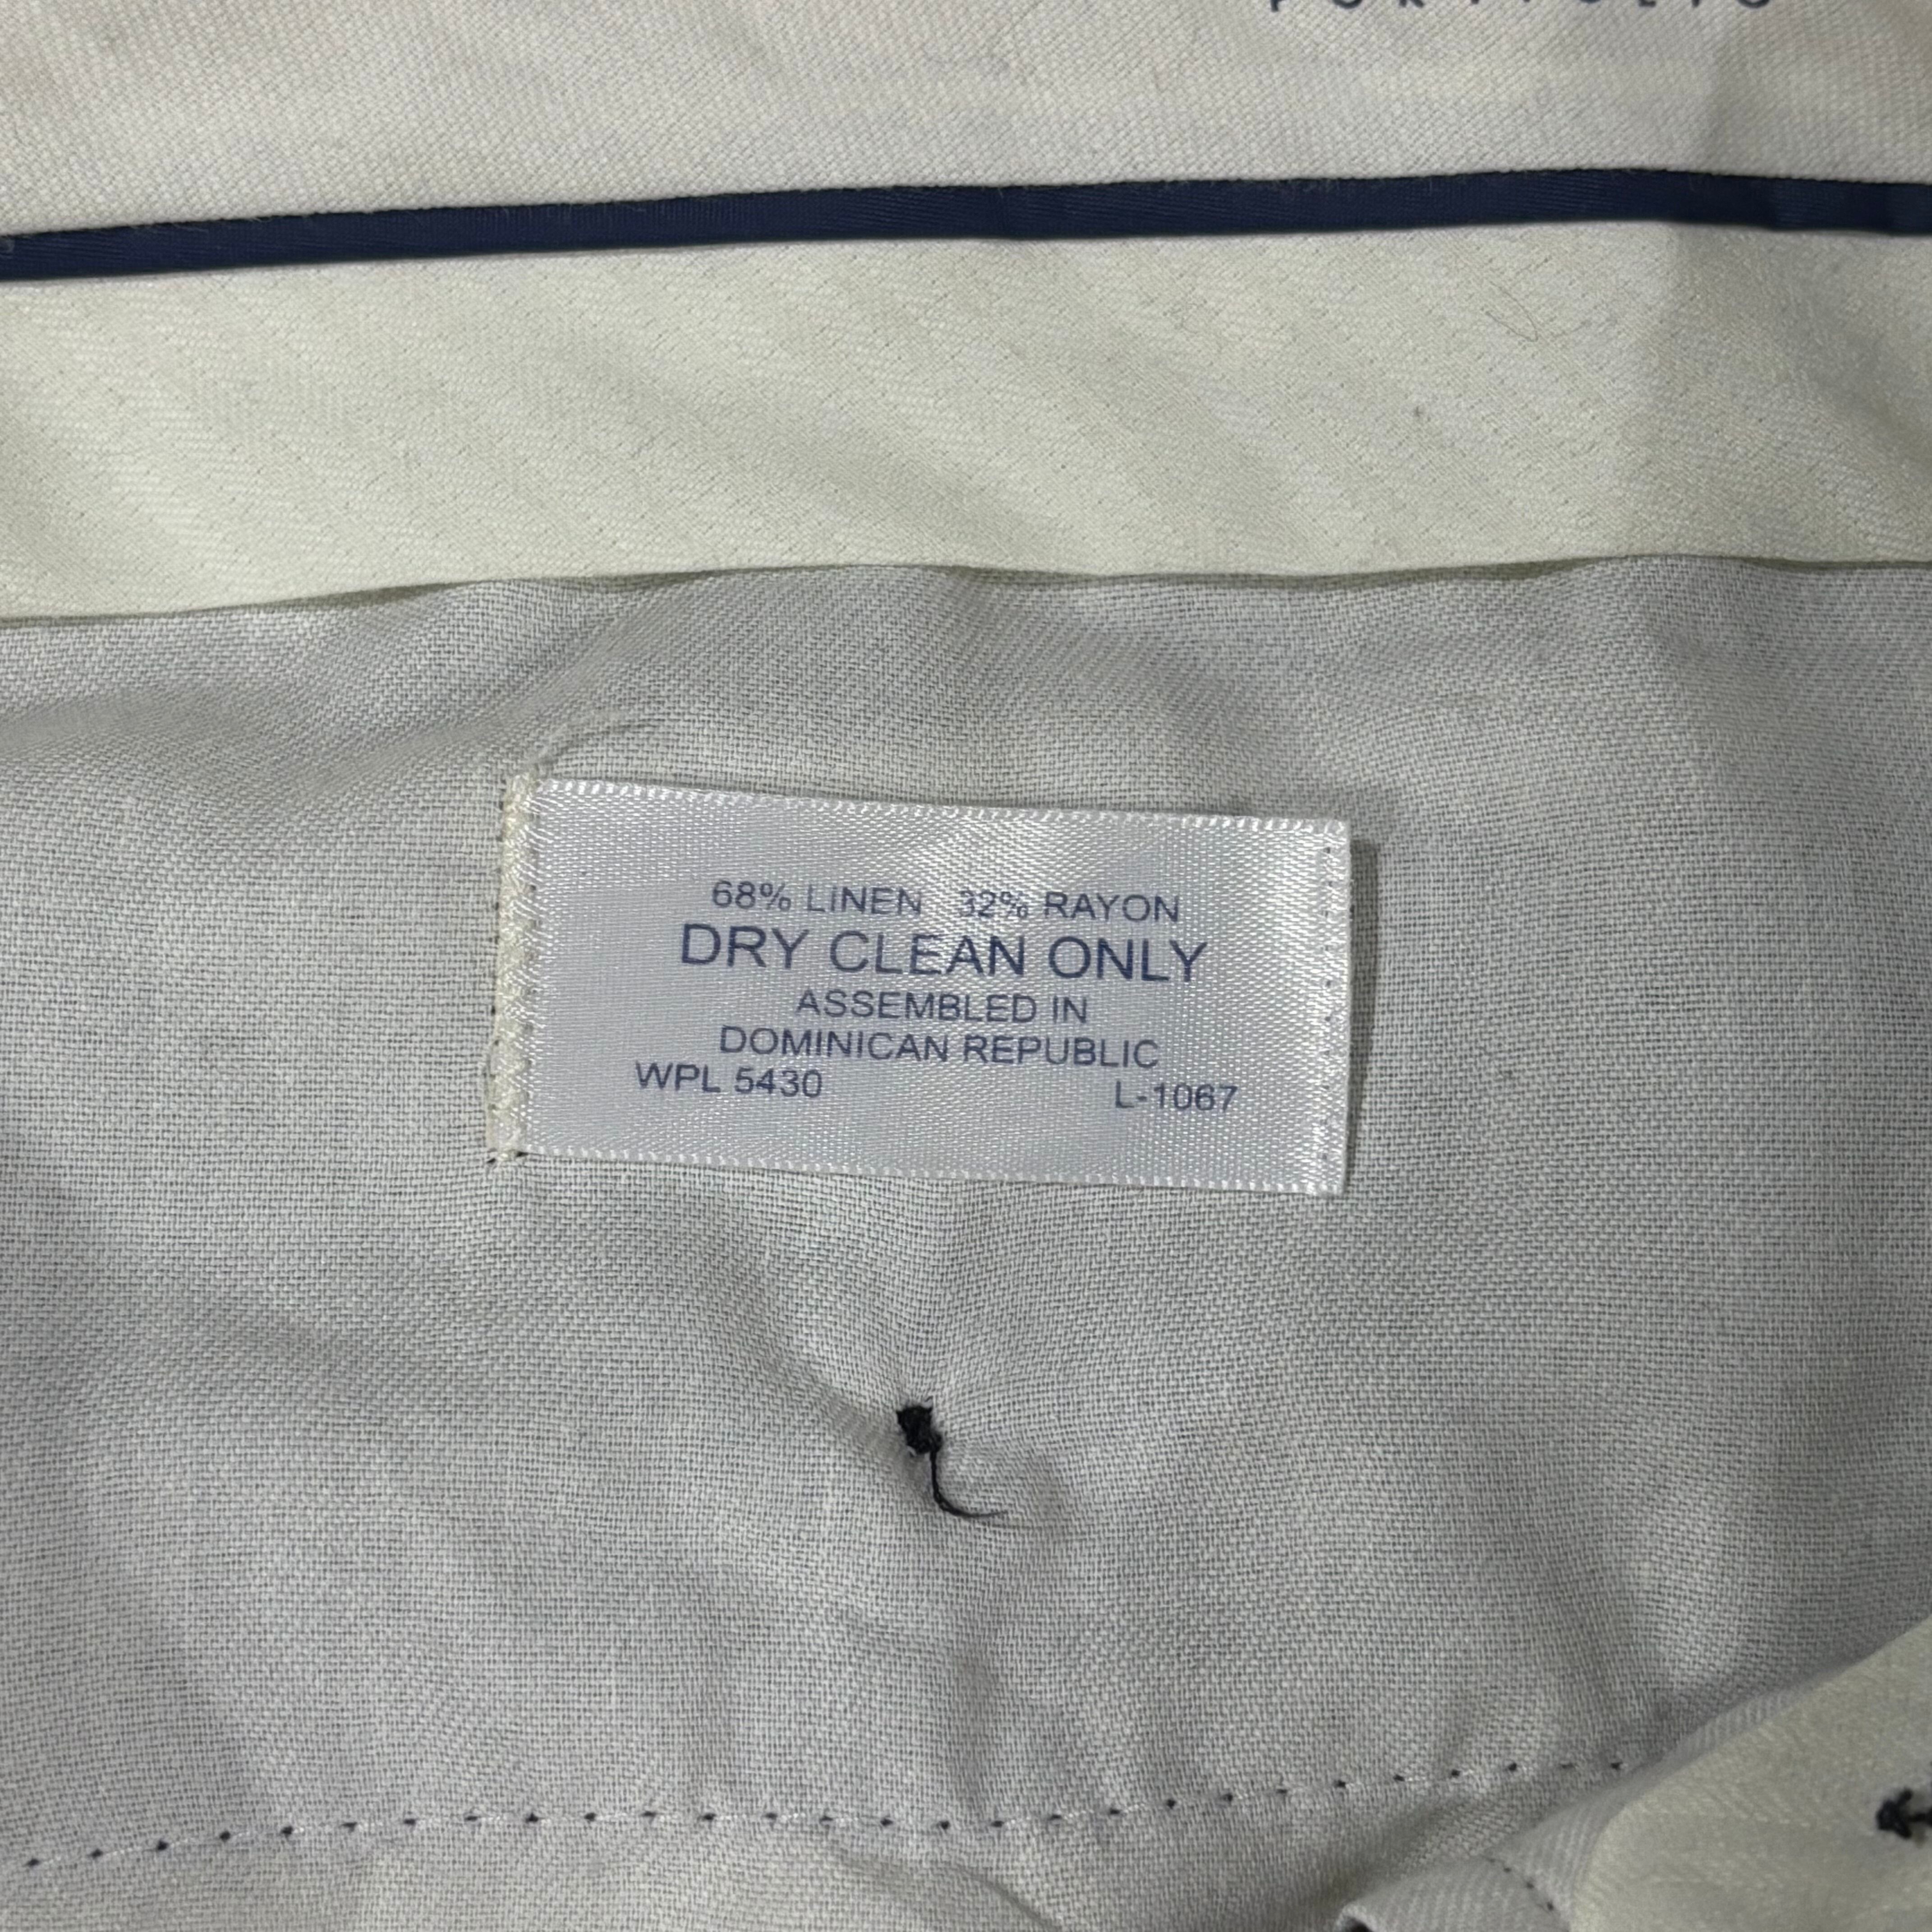 68% LINEN 32% RAYON
DRY CLEAN ONLY
ASSEMBLED IN
DOMINICAN REPUBLIC
WPL 5430 L-1067